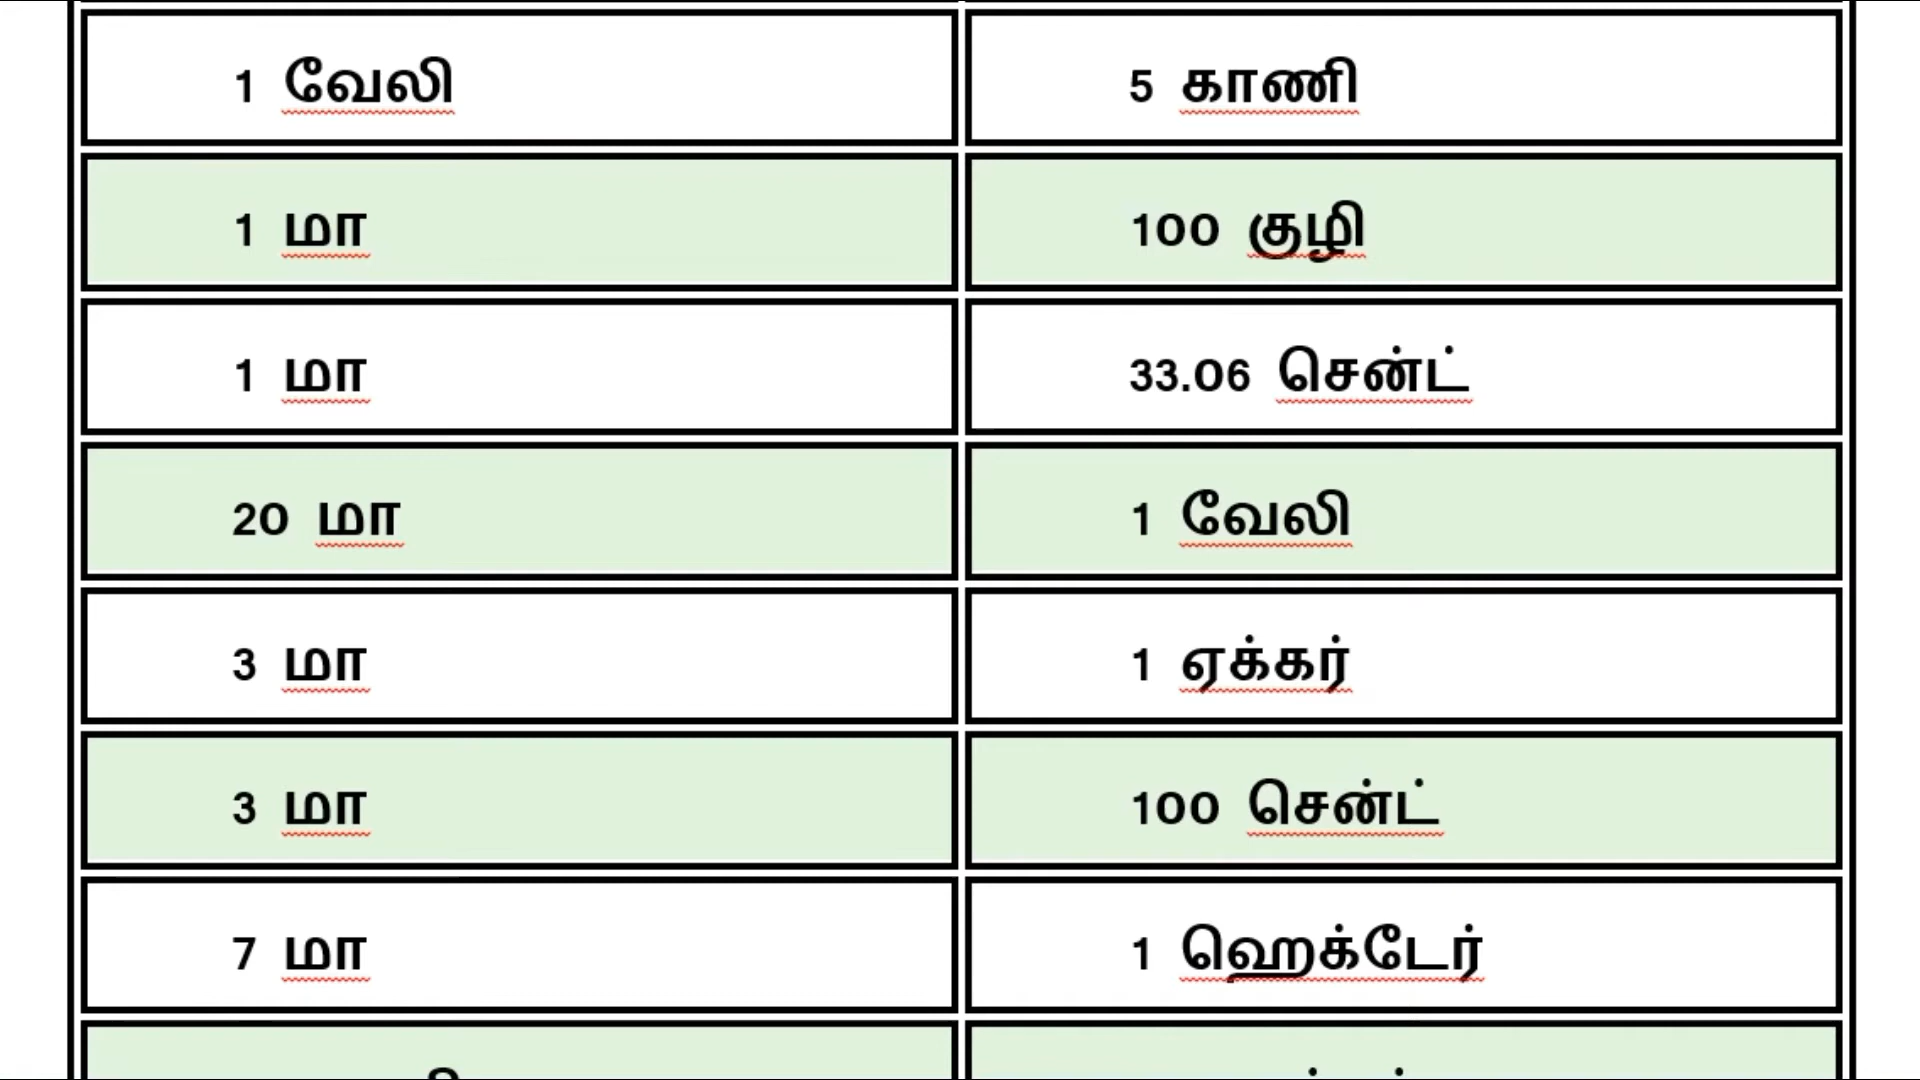 1 வேலி 5 காணி
1 மா 100 குழி
1 மா 33.06 சென்ட்
20 மா 1 வேலி
3 மா 1 ஏக்கர்
3 மா 100 சென்ட்
7 மா 1 ஹெக்டேர்